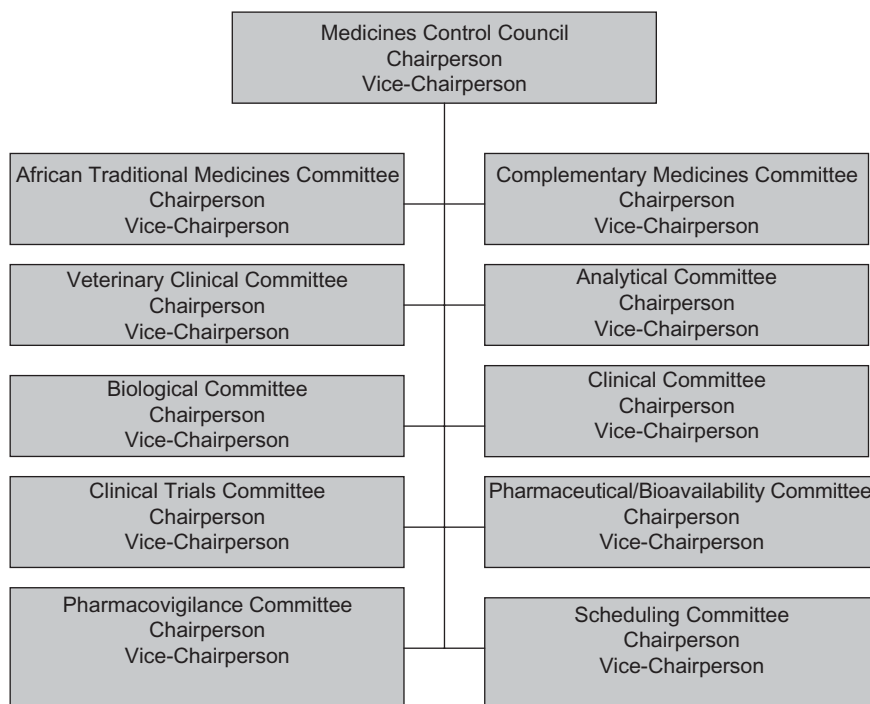 Medicines Control Council
Chairperson
Vice-Chairperson
African Traditional Medicines Committee
Chairperson
Vice-Chairperson
Complementary Medicines Committee
Chairperson
Vice-Chairperson
Veterinary Clinical Committee
Chairperson
Vice-Chairperson
Analytical Committee
Chairperson
Vice-Chairperson
Biological Committee
Chairperson
Vice-Chairperson
Clinical Committee
Chairperson
Vice-Chairperson
Clinical Trials Committee
Chairperson
Vice-Chairperson
Pharmaceutical/Bioavailability Committee
Chairperson
Vice-Chairperson
Pharmacovigilance Committee
Chairperson
Vice-Chairperson
Scheduling Committee
Chairperson
Vice-Chairperson